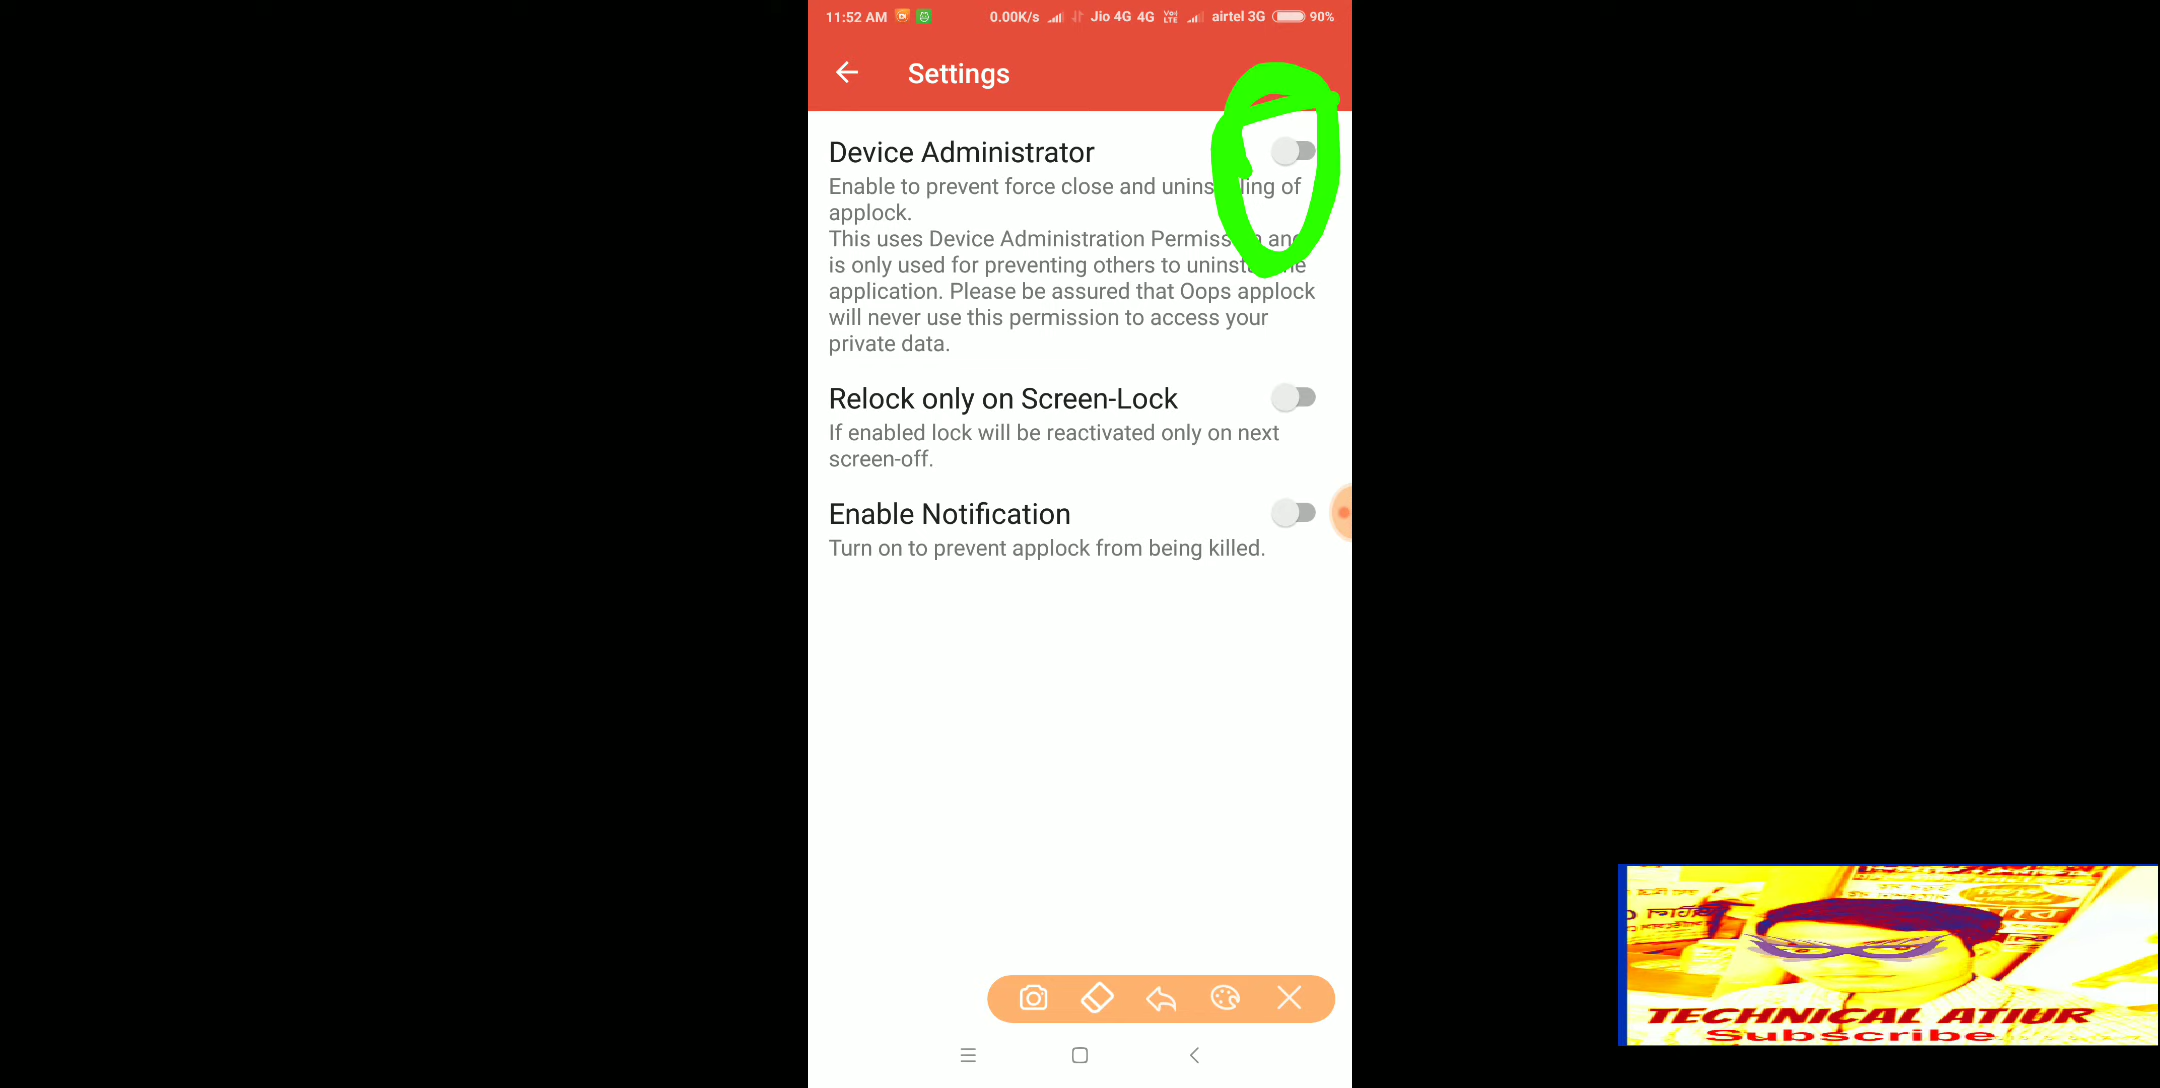 11:52 AM 0.00K/s Jio 4G 4G VoLTE airtel 3G 90%
Settings
Device Administrator
Enable to prevent force close and unins ling of
applock.
This uses Device Administration Permiss and
is only used for preventing others to uninst he
application. Please be assured that Oops applock
will never use this permission to access your
private data.
Relock only on Screen-Lock
If enabled lock will be reactivated only on next
screen-off.
Enable Notification
Turn on to prevent applock from being killed.
TECHNICAL ATIUR
Subscribe